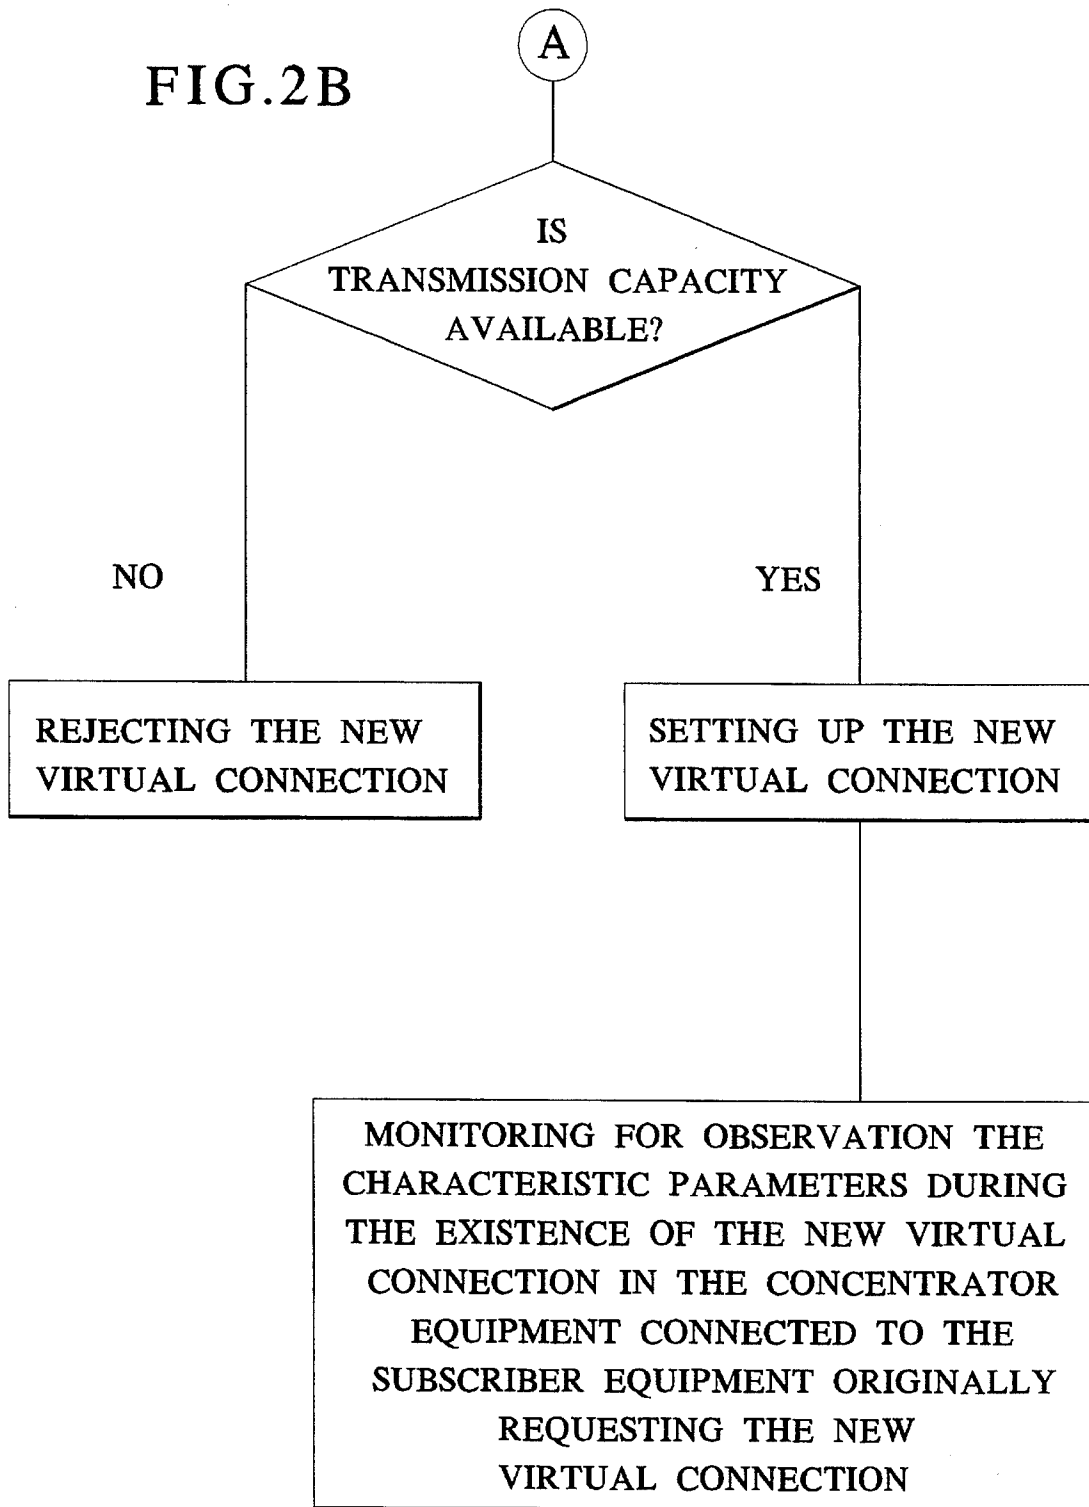 A
FIG.2B
IS
TRANSMISSION CAPACITY
AVAILABLE?
NO
YES
REJECTING THE NEW
VIRTUAL CONNECTION
SETTING UP THE NEW
VIRTUAL CONNECTION
MONITORING FOR OBSERVATION THE
CHARACTERISTIC PARAMETERS DURING
THE EXISTENCE OF THE NEW VIRTUAL
CONNECTION IN THE CONCENTRATOR
EQUIPMENT CONNECTED TO THE
SUBSCRIBER EQUIPMENT ORIGINALLY
REQUESTING THE NEW
VIRTUAL CONNECTION